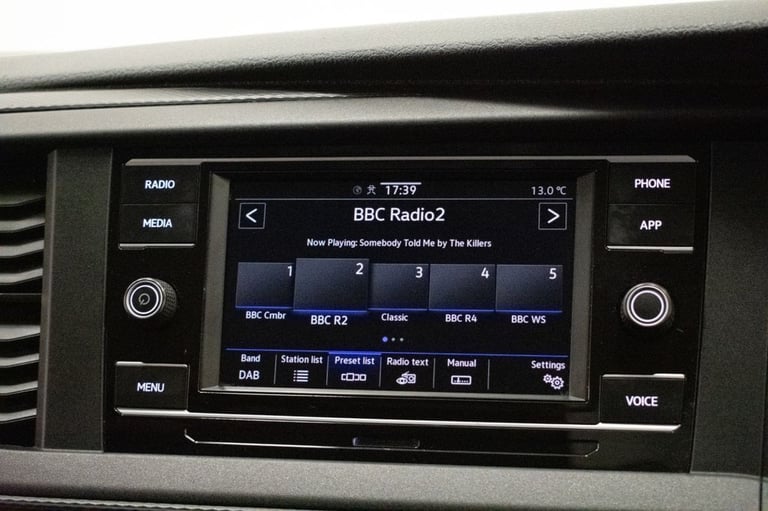 RADIO
MEDIA
MENU
17:39
13.0 °C
<
BBC Radio2
>
Now Playing: Somebody Told Me by The Killers
1
2
3
4
5
BBC Cmbr
BBC R2
Classic
BBC R4
BBC WS
Band
DAB
Station list
Preset list
Radio text
Manual
Settings
PHONE
APP
VOICE